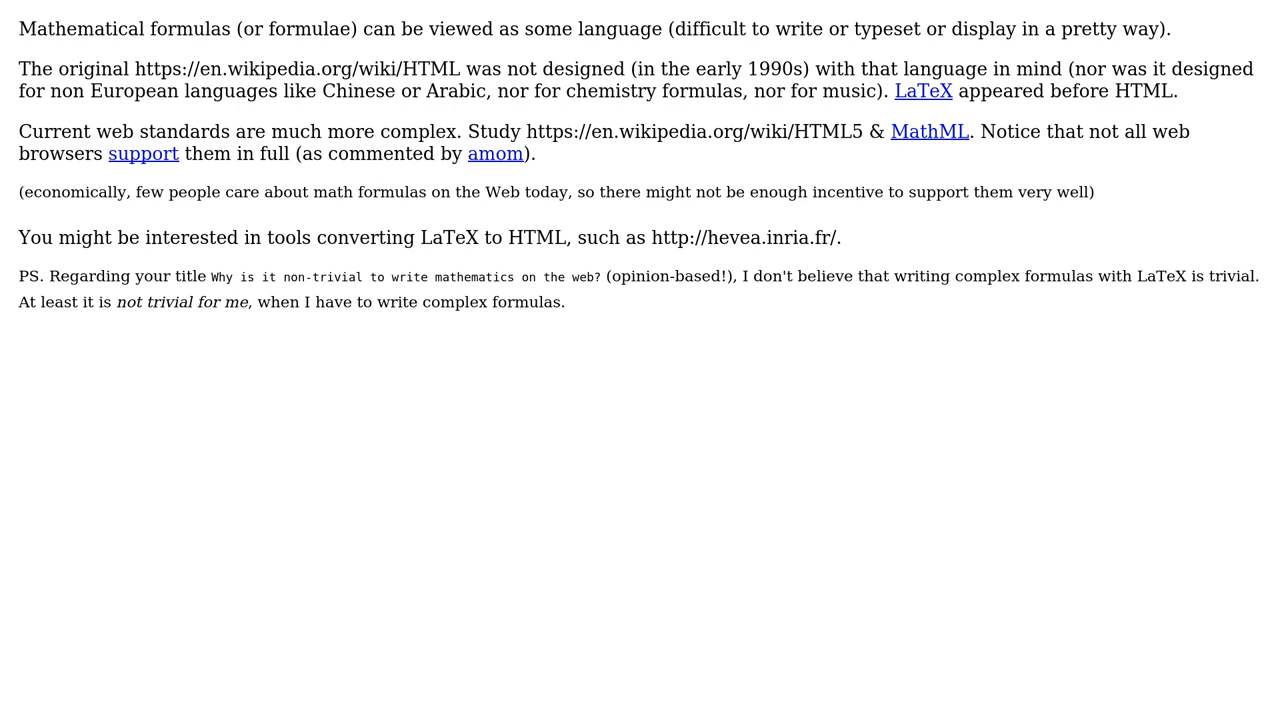 Mathematical formulas (or formulae) can be viewed as some language (difficult to write or typeset or display in a pretty way).
The original https://en.wikipedia.org/wiki/HTML was not designed (in the early 1990s) with that language in mind (nor was it designed
for non European languages like Chinese or Arabic, nor for chemistry formulas, nor for music). LaTeX appeared before HTML.
Current web standards are much more complex. Study https://en.wikipedia.org/wiki/HTML5 & MathML. Notice that not all web
browsers support them in full (as commented by amom).
(economically, few people care about math formulas on the Web today, so there might not be enough incentive to support them very well)
You might be interested in tools converting LaTeX to HTML, such as http://hevea.inria.fr/.
PS. Regarding your title Why is it non-trivial to write mathematics on the web? (opinion-based!), I don't believe that writing complex formulas with LaTeX is trivial.
At least it is not trivial for me, when I have to write complex formulas.